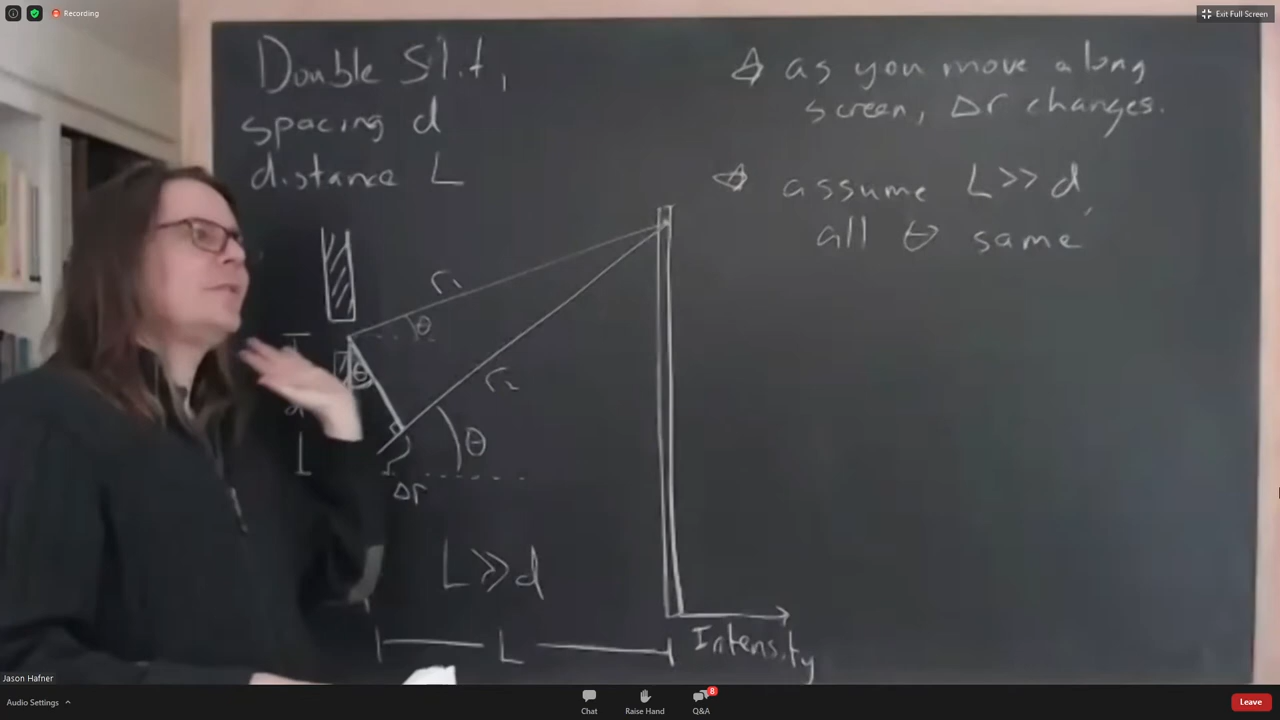 Recording
Exit Full Screen
Double Slit,
spacing d
distance L
as you move along
screen, Δr changes.
assume L>>d,
all θ same
r₁
θ
θ
d
r₂
θ
Δr
L>>d
L
Intensity
Jason Hafner
Audio Settings
Chat
Raise Hand
Q&A
8
Leave